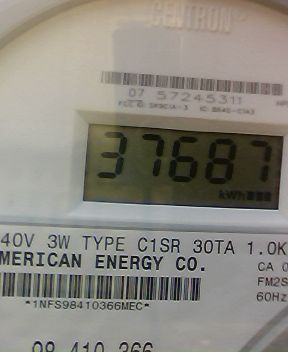 CENTRON®
07 57245311
37687
kWh
40V 3W TYPE C1SR 30TA 1.0K
MERICAN ENERGY CO.
CA 0
FM2S
*1NFS98410366MEC*
60Hz
98 410 366